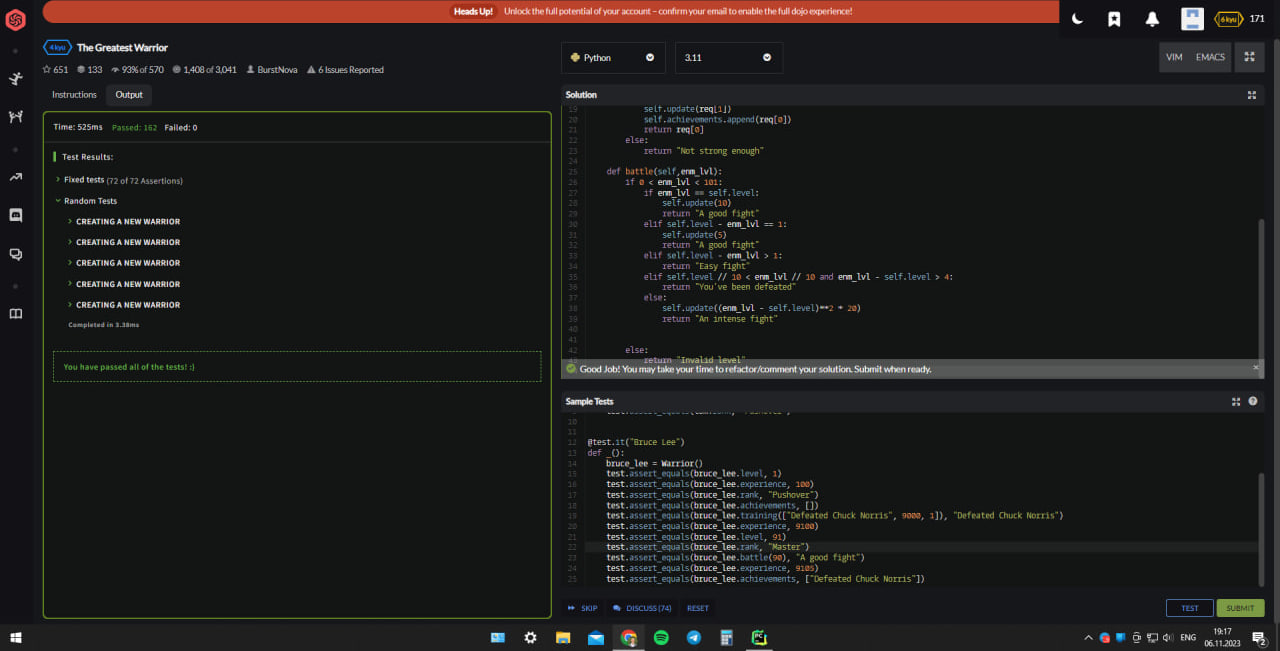 Heads Up! Unlock the full potential of your account – confirm your email to enable the full dojo experience!
6 kyu 171
4 kyu The Greatest Warrior
651 133 93% of 570 1,408 of 3,041 BurstNova 6 Issues Reported
Instructions Output
Time: 525ms Passed: 162 Failed: 0
Test Results:
Fixed tests (72 of 72 Assertions)
Random Tests
CREATING A NEW WARRIOR
CREATING A NEW WARRIOR
CREATING A NEW WARRIOR
CREATING A NEW WARRIOR
CREATING A NEW WARRIOR
Completed in 3.38ms
You have passed all of the tests! :)
Python 3.11 VIM EMACS
Solution
19 self.update(req[1])
20 self.achievements.append(req[0])
21 return req[0]
22 else:
23 return "Not strong enough"
24
25 def battle(self,enm_lvl):
26 if 0 < enm_lvl < 101:
27 if enm_lvl == self.level:
28 self.update(10)
29 return "A good fight"
30 elif self.level - enm_lvl == 1:
31 self.update(5)
32 return "A good fight"
33 elif self.level - enm_lvl > 1:
34 return "Easy fight"
35 elif self.level // 10 < enm_lvl // 10 and enm_lvl - self.level > 4:
36 return "You've been defeated"
37 else:
38 self.update((enm_lvl - self.level)**2 * 20)
39 return "An intense fight"
40
41
42 else:
43 return "Invalid level"
Good Job! You may take your time to refactor/comment your solution. Submit when ready.
Sample Tests
10
11
12 @test.it("Bruce Lee")
13 def _():
14 bruce_lee = Warrior()
15 test.assert_equals(bruce_lee.level, 1)
16 test.assert_equals(bruce_lee.experience, 100)
17 test.assert_equals(bruce_lee.rank, "Pushover")
18 test.assert_equals(bruce_lee.achievements, [])
19 test.assert_equals(bruce_lee.training(["Defeated Chuck Norris", 9000, 1]), "Defeated Chuck Norris")
20 test.assert_equals(bruce_lee.experience, 9100)
21 test.assert_equals(bruce_lee.level, 91)
22 test.assert_equals(bruce_lee.rank, "Master")
23 test.assert_equals(bruce_lee.battle(90), "A good fight")
24 test.assert_equals(bruce_lee.experience, 9105)
25 test.assert_equals(bruce_lee.achievements, ["Defeated Chuck Norris"])
SKIP DISCUSS (74) RESET TEST SUBMIT
ENG 19:17
06.11.2023 2